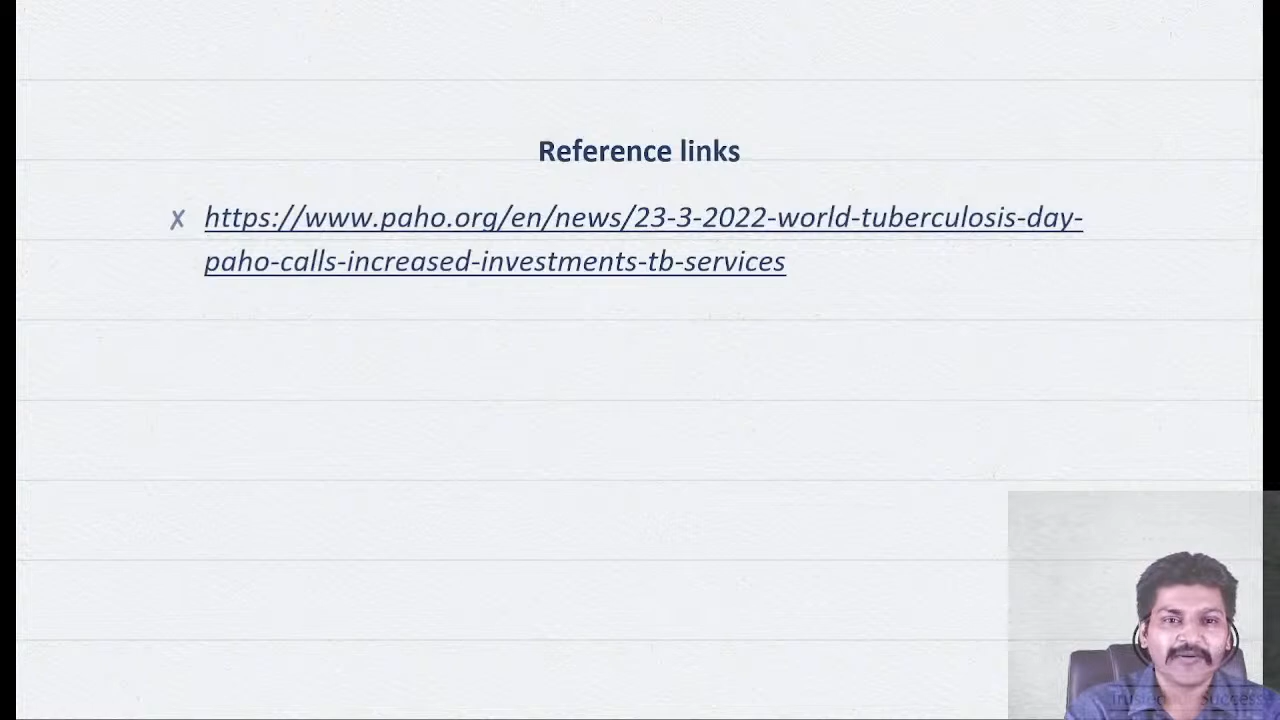 Reference links
✗ https://www.paho.org/en/news/23-3-2022-world-tuberculosis-day-
paho-calls-increased-investments-tb-services
Success